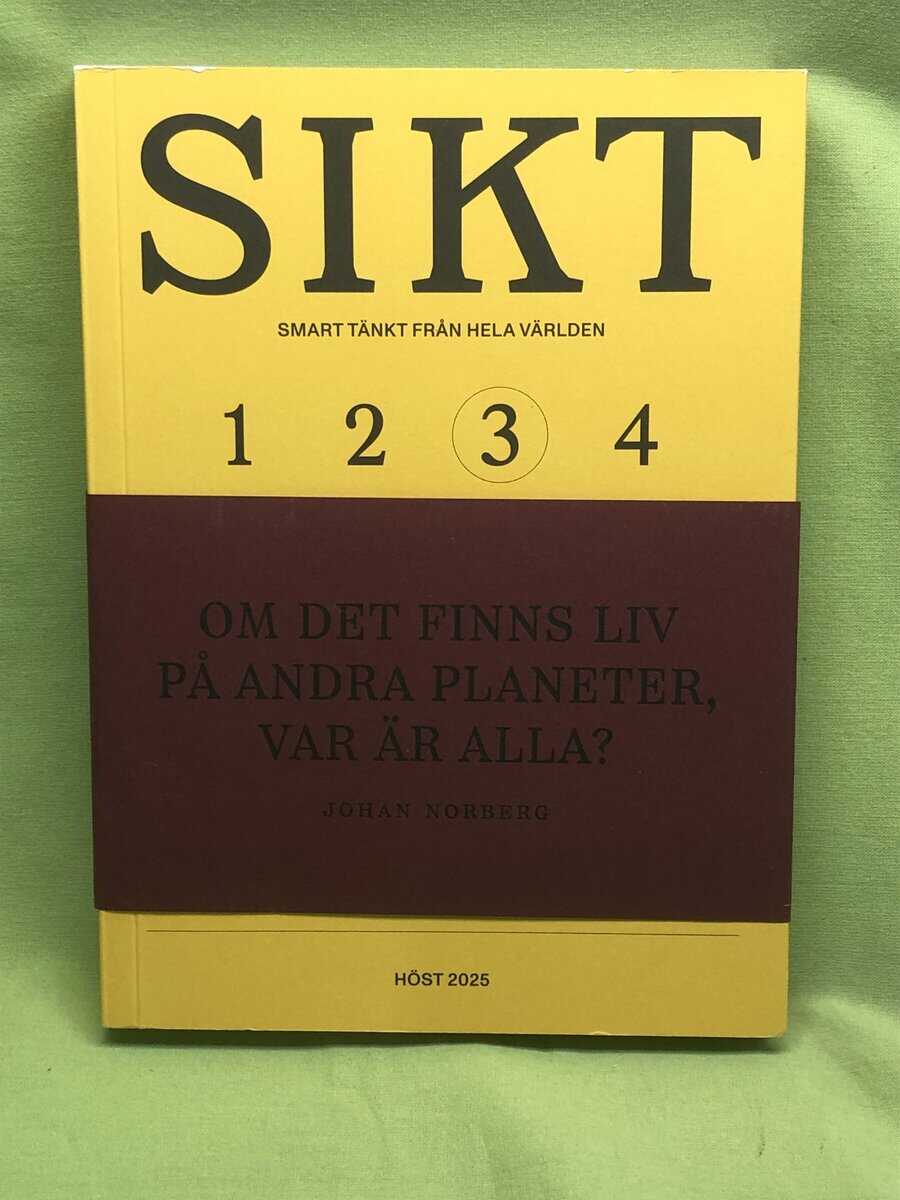 SIKT
SMART TÄNKT FRÅN HELA VÄRLDEN
1 2 3 4
OM DET FINNS LIV
PÅ ANDRA PLANETER,
VAR ÄR ALLA?
JOHAN NORBERG
HÖST 2025